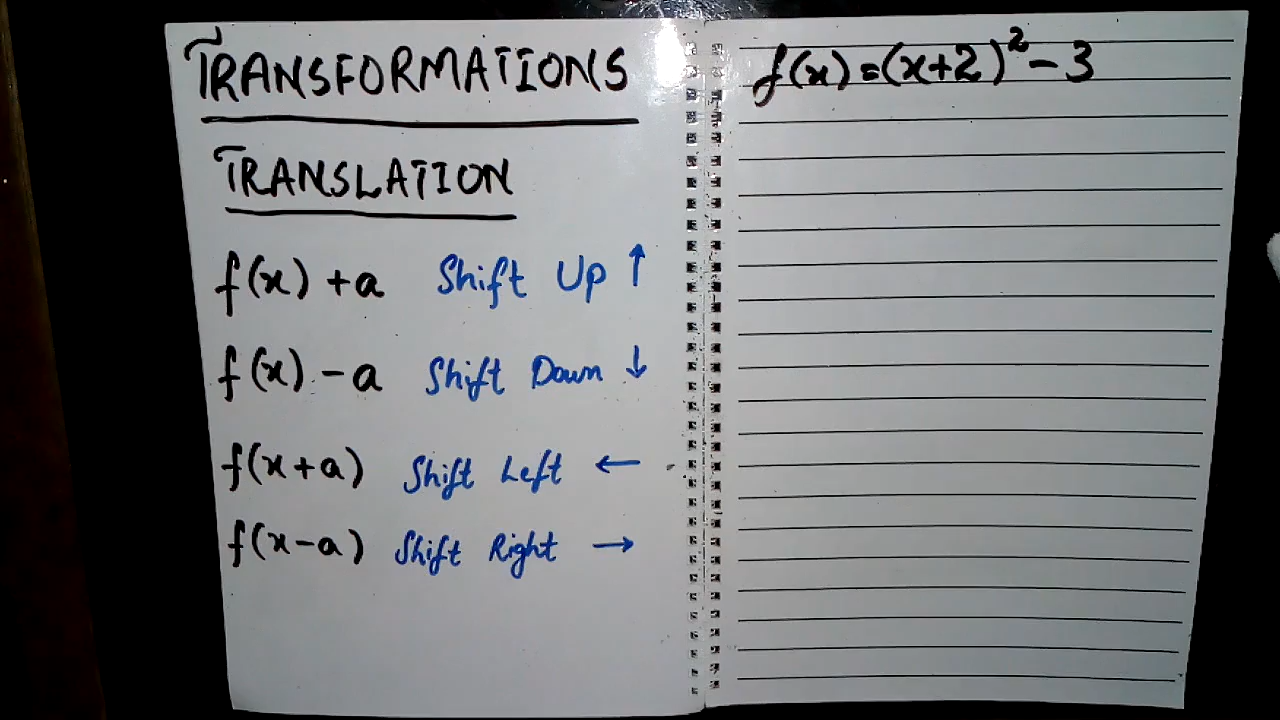 TRANSFORMATIONS
TRANSLATION
f(x) + a Shift Up ↑
f(x) - a Shift Down ↓
f(x+a) Shift Left ←
f(x-a) Shift Right →
f(x) = (x+2)² - 3